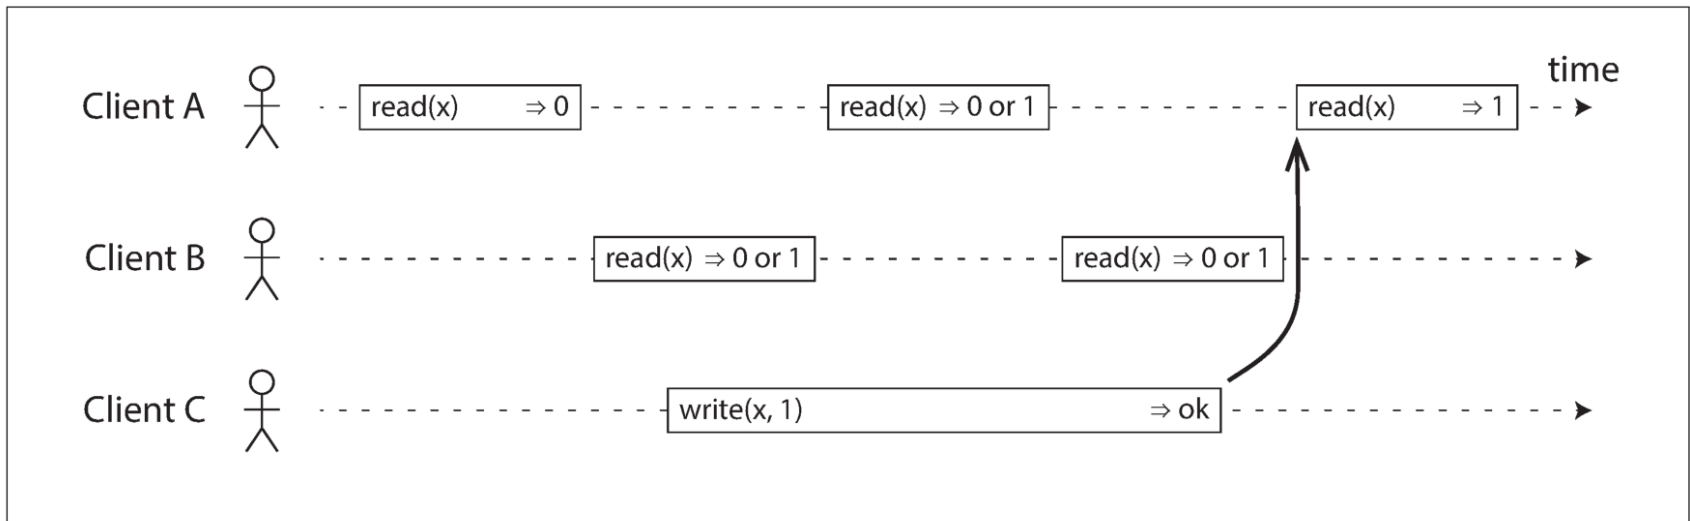 time
Client A read(x) ⇒ 0 read(x) ⇒ 0 or 1 read(x) ⇒ 1
Client B read(x) ⇒ 0 or 1 read(x) ⇒ 0 or 1
Client C write(x, 1) ⇒ ok